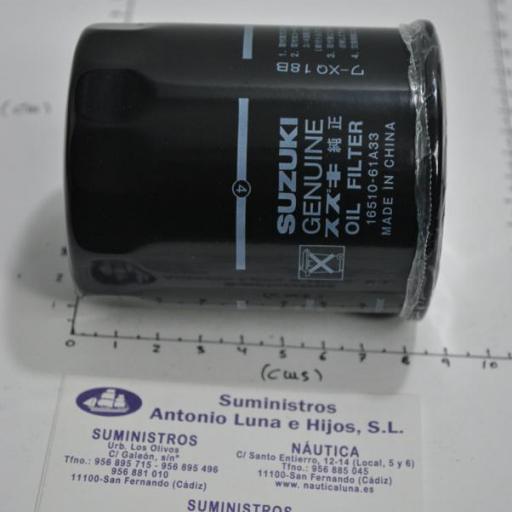 SUZUKI
GENUINE
スズキ 純正
OIL FILTER
16510-61A33
MADE IN CHINA
4
(cms)
0 1 2 3 4 5 6 7 8 9 10
(cms)
Suministros
Antonio Luna e Hijos, S.L.
SUMINISTROS
Urb. Los Olivos
C/ Galeón, s/nº
Tfno.: 956 895 715 - 956 895 496
956 881 010
11100-San Fernando (Cádiz)
NÁUTICA
C/ Santo Entierro, 12-14 (Local, 5 y 6)
Tfno.: 956 885 045
11100-San Fernando (Cádiz)
www.nauticaluna.es
SUMINISTROS